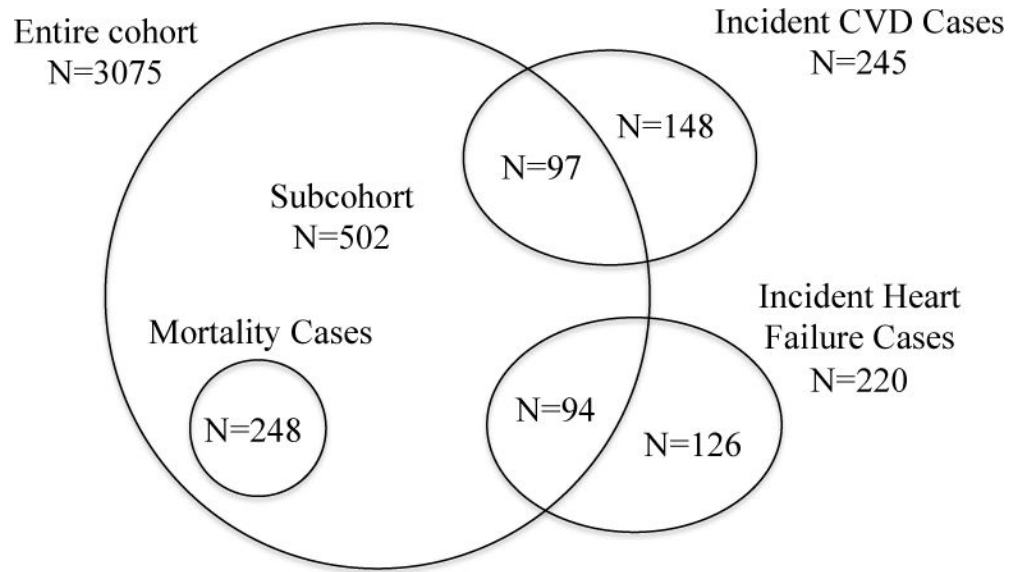 Entire cohort
N=3075
Incident CVD Cases
N=245
N=148
N=97
Subcohort
N=502
Incident Heart
Failure Cases
N=220
Mortality Cases
N=248
N=94
N=126